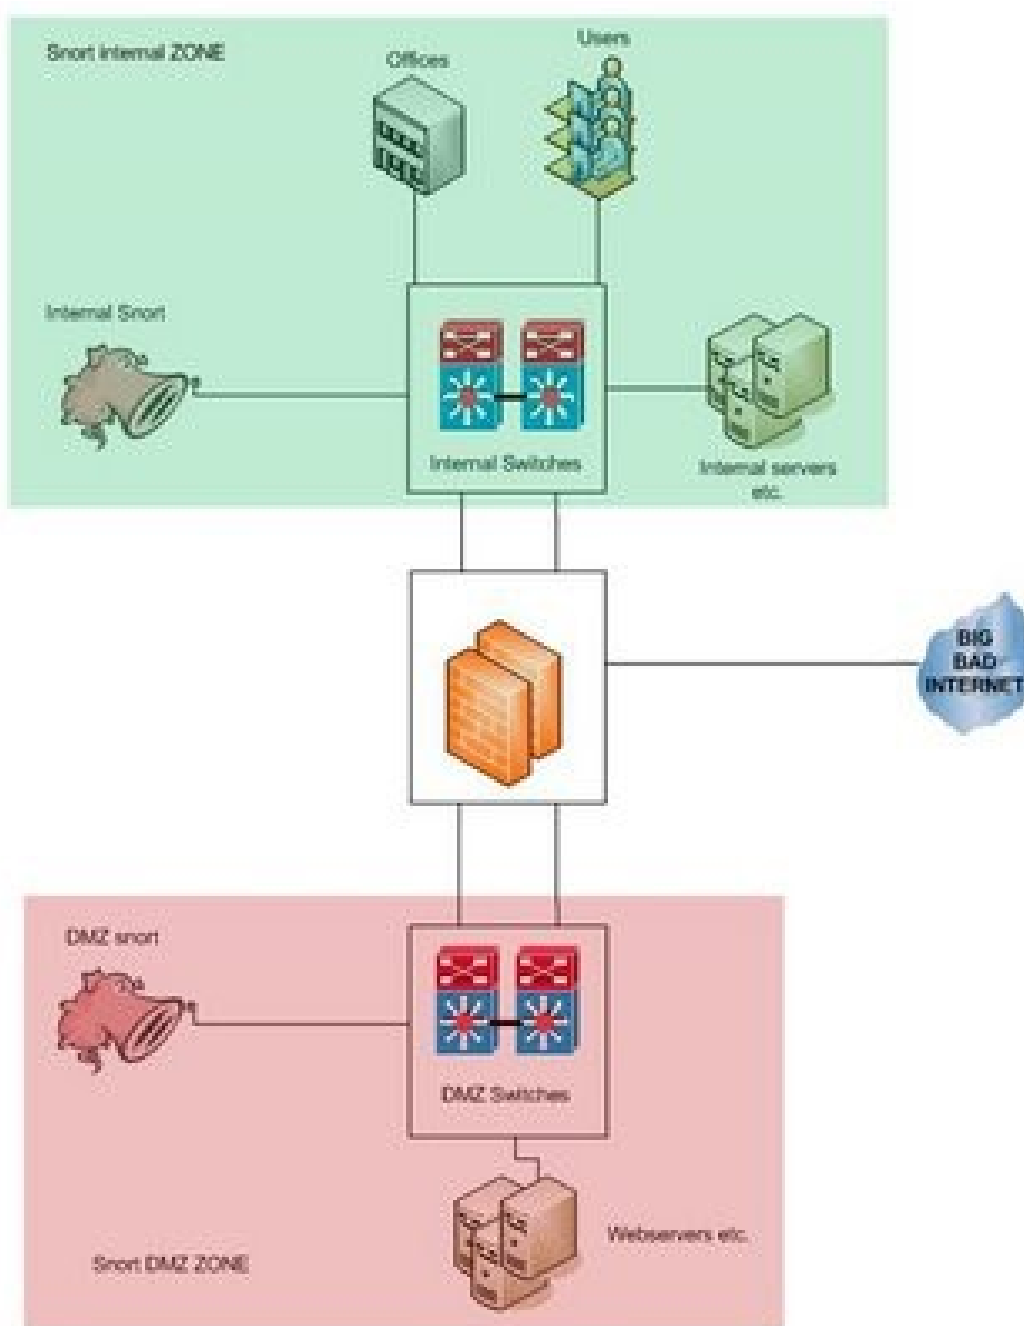 Snort internal ZONE
Offices
Users
Internal Snort
Internal Switches
Internal servers
etc.
BIG
BAD
INTERNET
DMZ snort
DMZ Switches
Webservers etc.
Snort DMZ ZONE